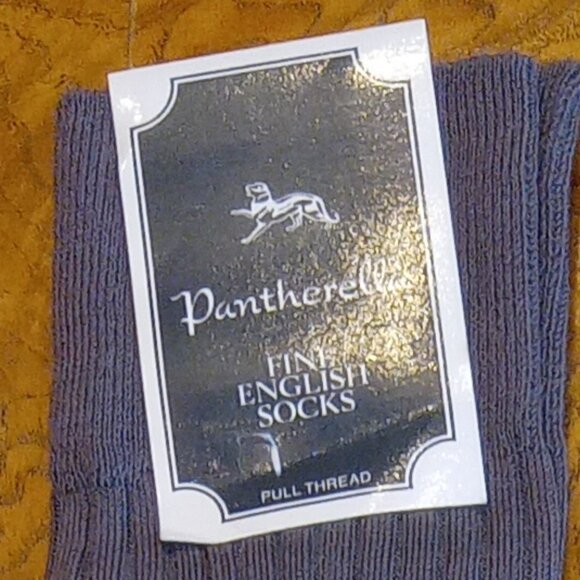 Pantherella
FINE
ENGLISH
SOCKS
PULL THREAD